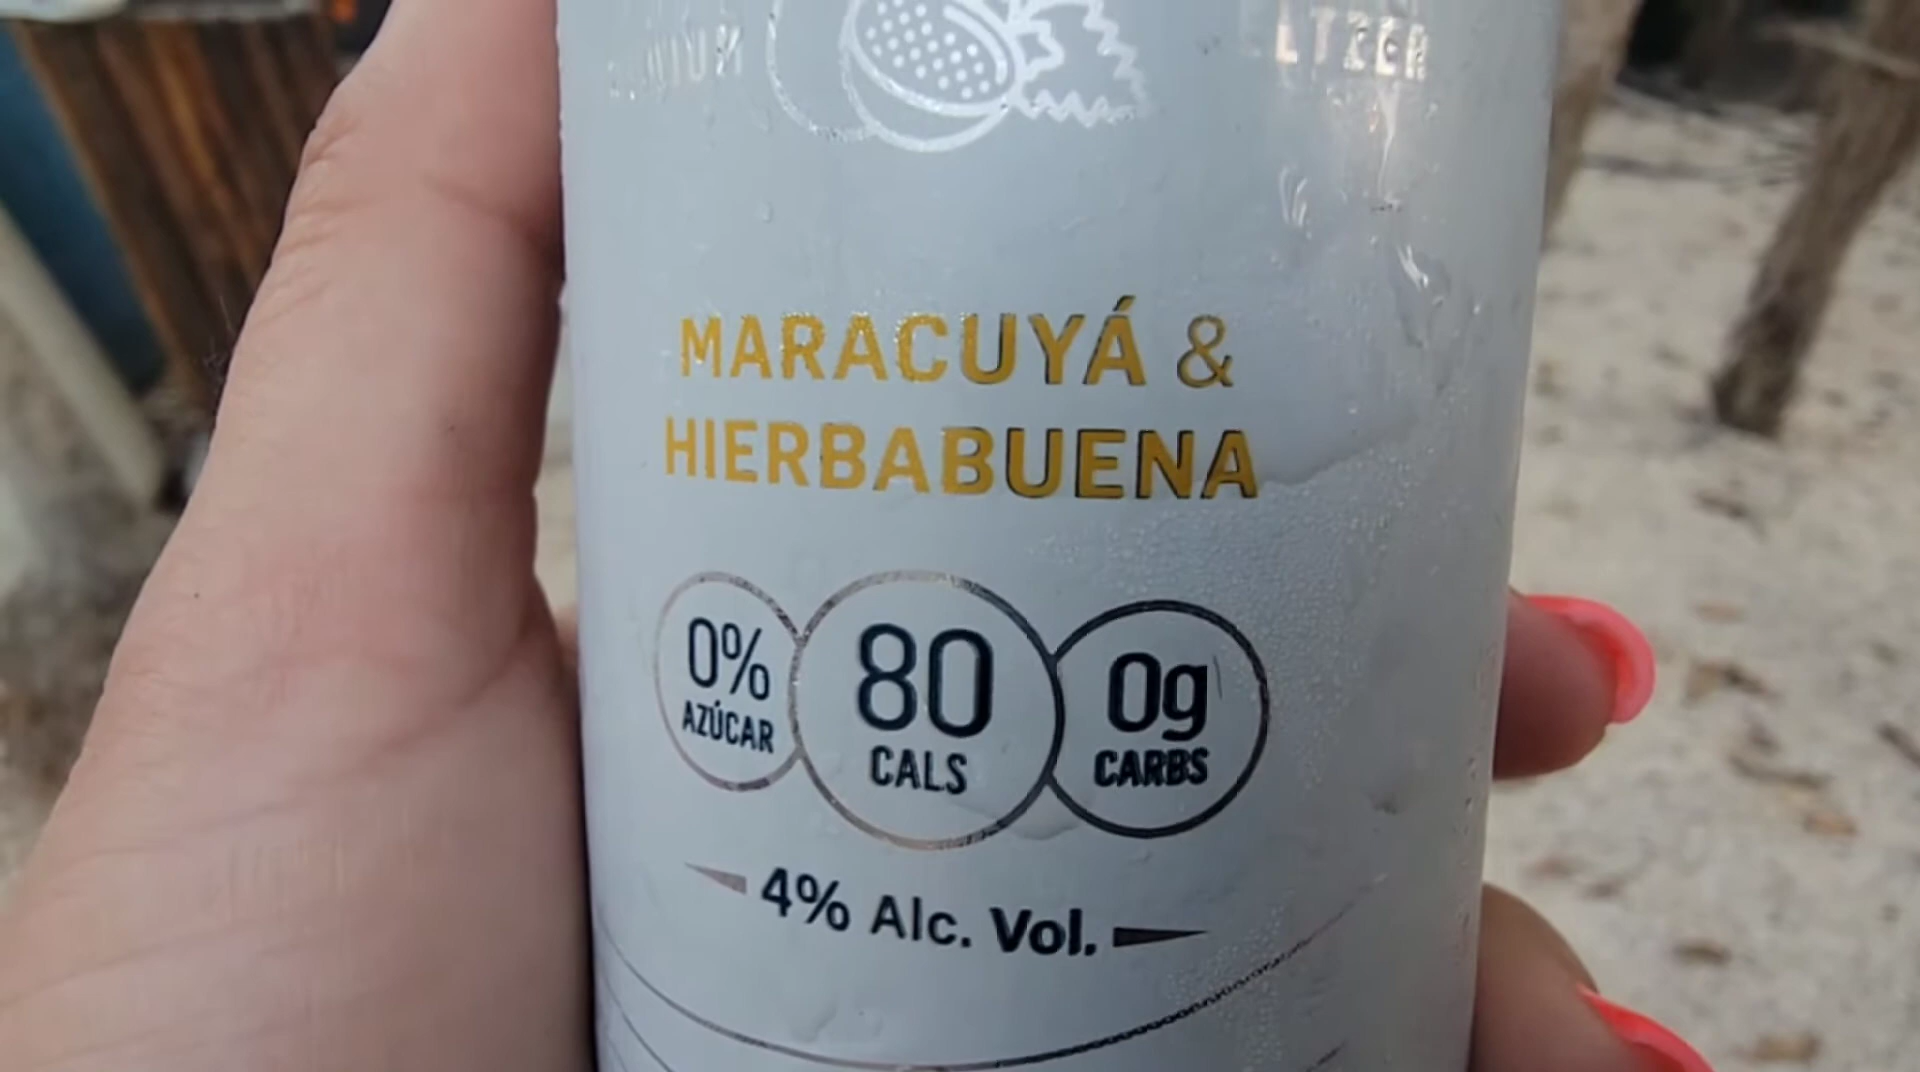 MARACUYÁ &
HIERBABUENA
0%
AZÚCAR
80
CALS
0g
CARBS
4% Alc. Vol.